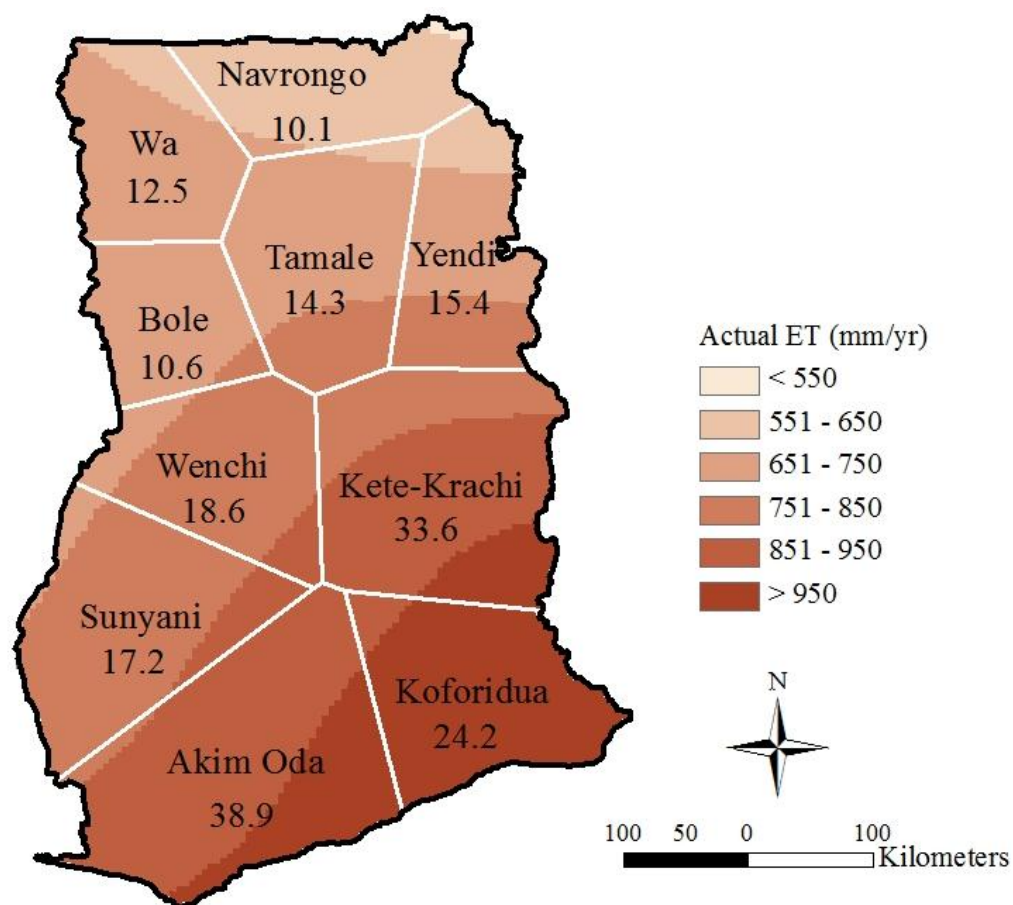 Navrongo
10.1
Wa
12.5
Tamale
14.3
Yendi
15.4
Bole
10.6
Wenchi
18.6
Kete-Krachi
33.6
Sunyani
17.2
Koforidua
24.2
Akim Oda
38.9
Actual ET (mm/yr)
< 550
551 - 650
651 - 750
751 - 850
851 - 950
> 950
N
100 50 0 100
Kilometers